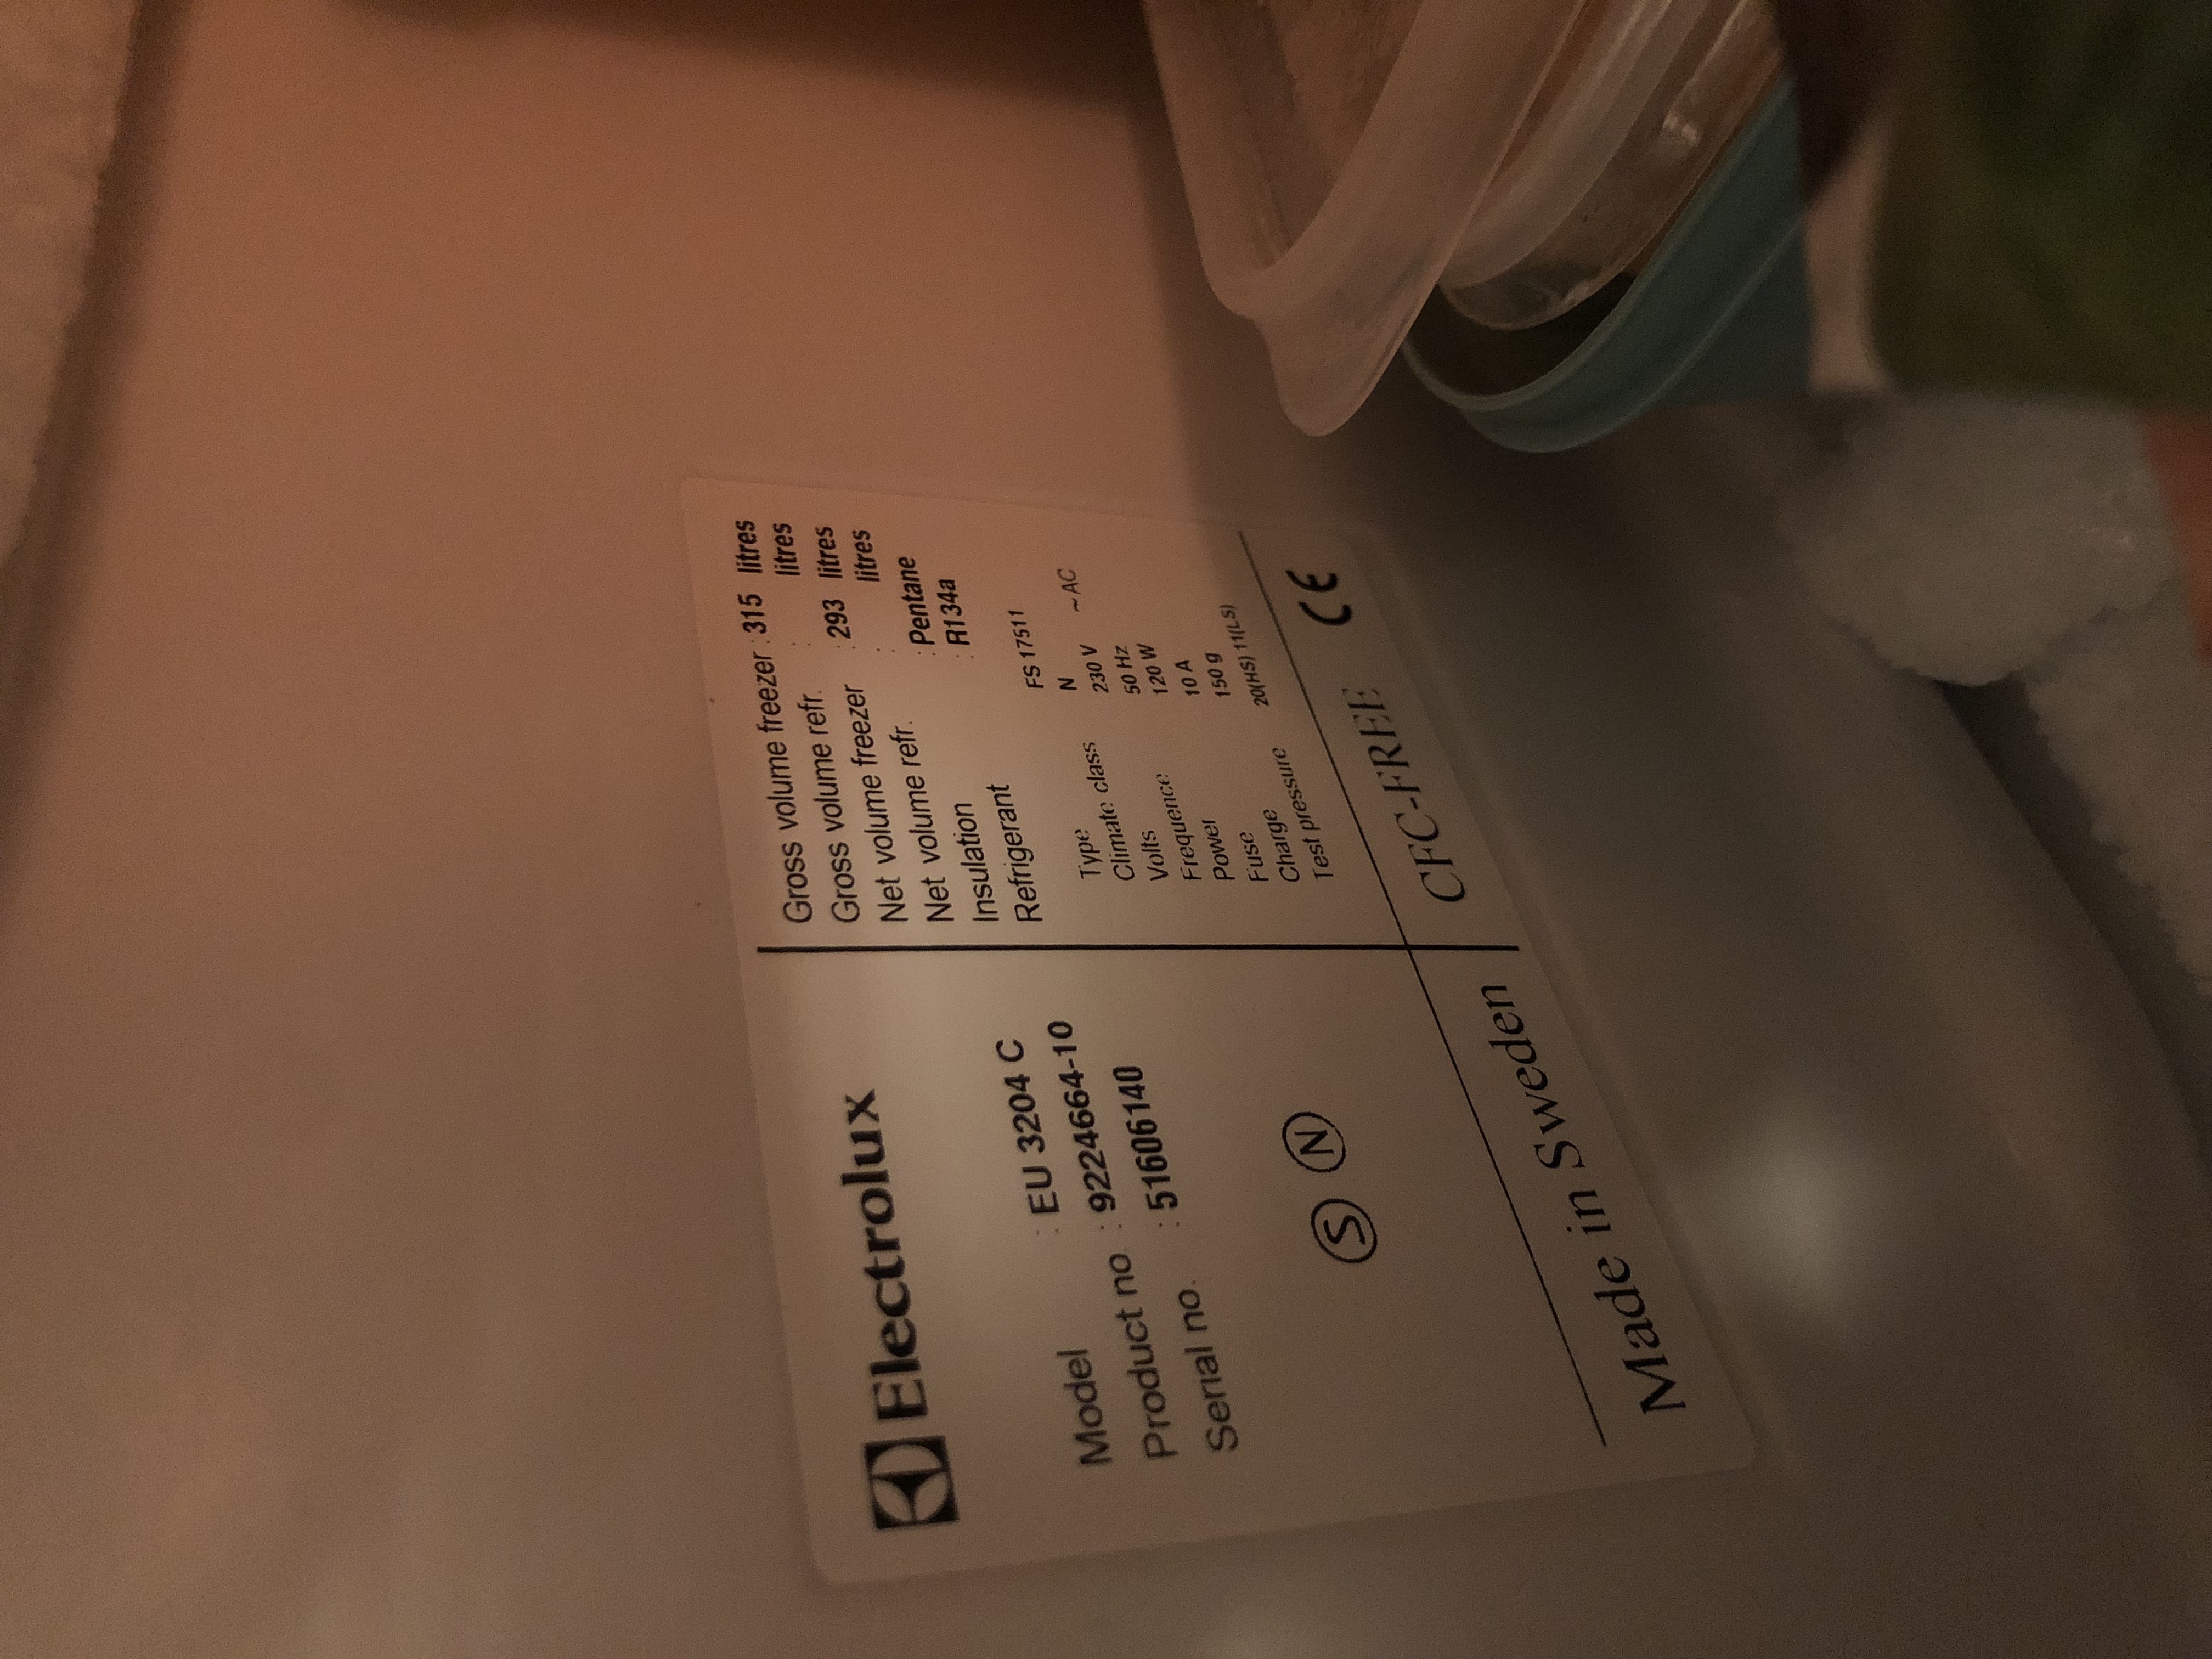 Electrolux
Model : EU 3204 C
Product no : 9224664-10
Serial no. : 51606140
S N
Made in Sweden
Gross volume freezer : 315 litres
Gross volume refr. : litres
Net volume freezer : 293 litres
Net volume refr. : litres
Insulation : Pentane
Refrigerant : R134a
Type FS 17511
Climate class N
Volts 230 V ~AC
Frequence 50 Hz
Power 120 W
Fuse 10 A
Charge 150 g
Test pressure 20(HS) 11(LS)
CFC-FREE CE